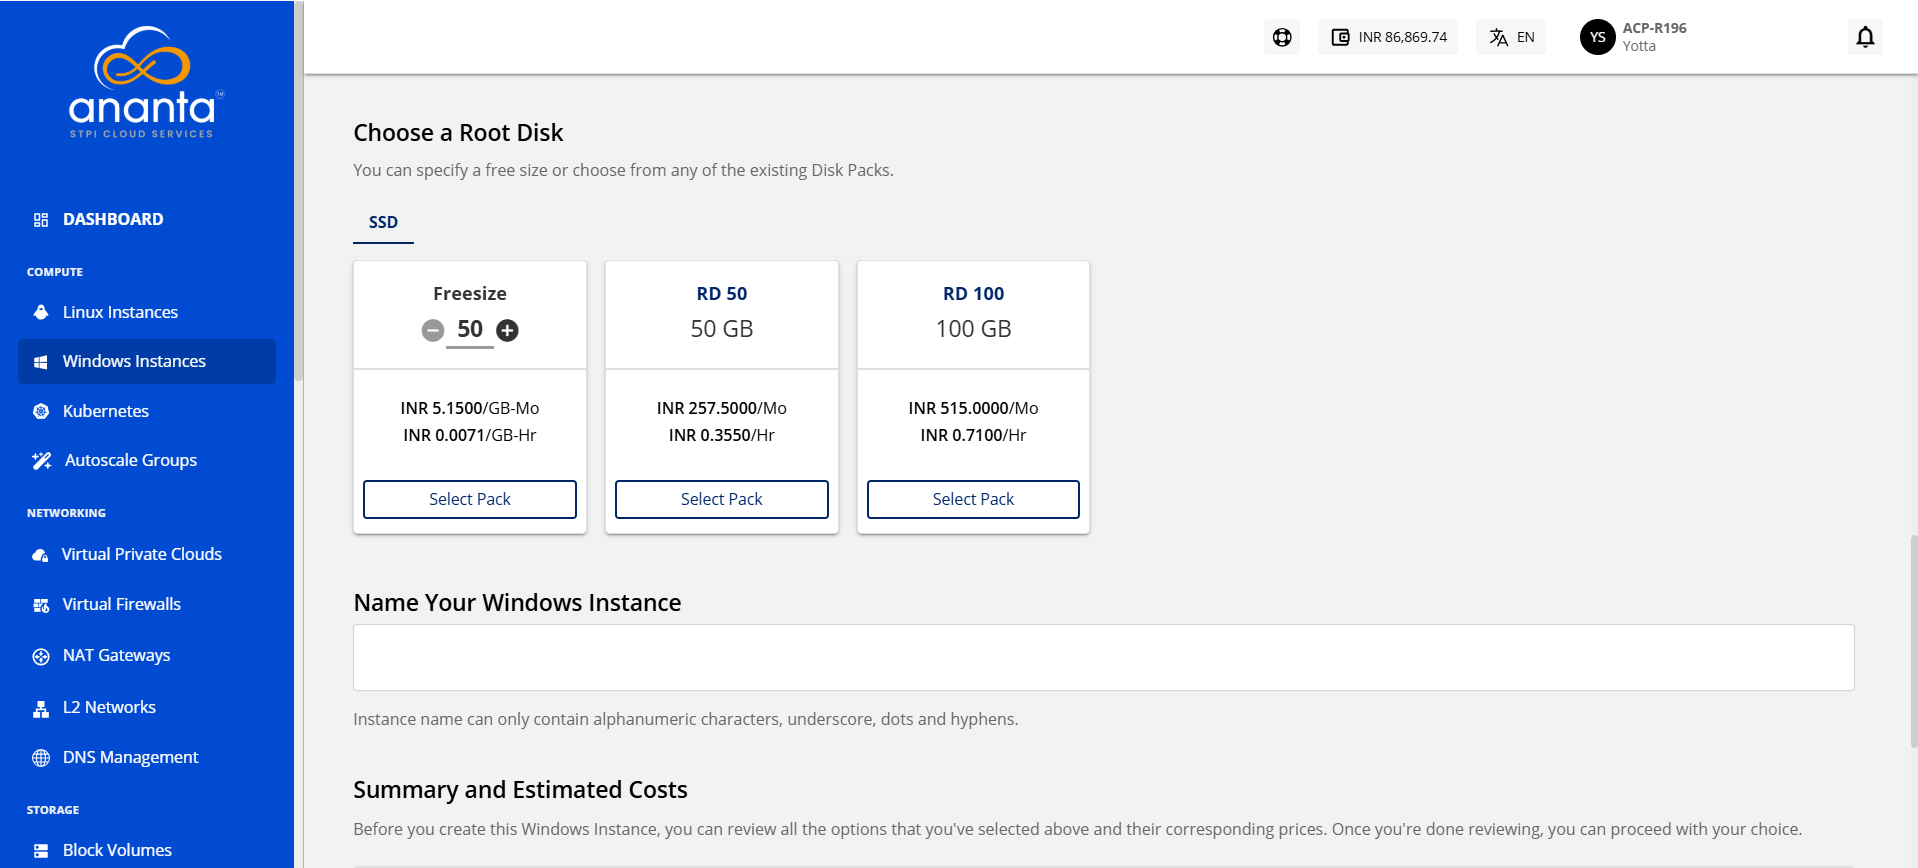 ananta
TM
STPI CLOUD SERVICES
DASHBOARD
COMPUTE
Linux Instances
Windows Instances
Kubernetes
Autoscale Groups
NETWORKING
Virtual Private Clouds
Virtual Firewalls
NAT Gateways
L2 Networks
DNS Management
STORAGE
Block Volumes
INR 86,869.74
EN
YS
ACP-R196
Yotta
Choose a Root Disk
You can specify a free size or choose from any of the existing Disk Packs.
SSD
Freesize
50
INR 5.1500/GB-Mo
INR 0.0071/GB-Hr
Select Pack
RD 50
50 GB
INR 257.5000/Mo
INR 0.3550/Hr
Select Pack
RD 100
100 GB
INR 515.0000/Mo
INR 0.7100/Hr
Select Pack
Name Your Windows Instance
Instance name can only contain alphanumeric characters, underscore, dots and hyphens.
Summary and Estimated Costs
Before you create this Windows Instance, you can review all the options that you've selected above and their corresponding prices. Once you're done reviewing, you can proceed with your choice.